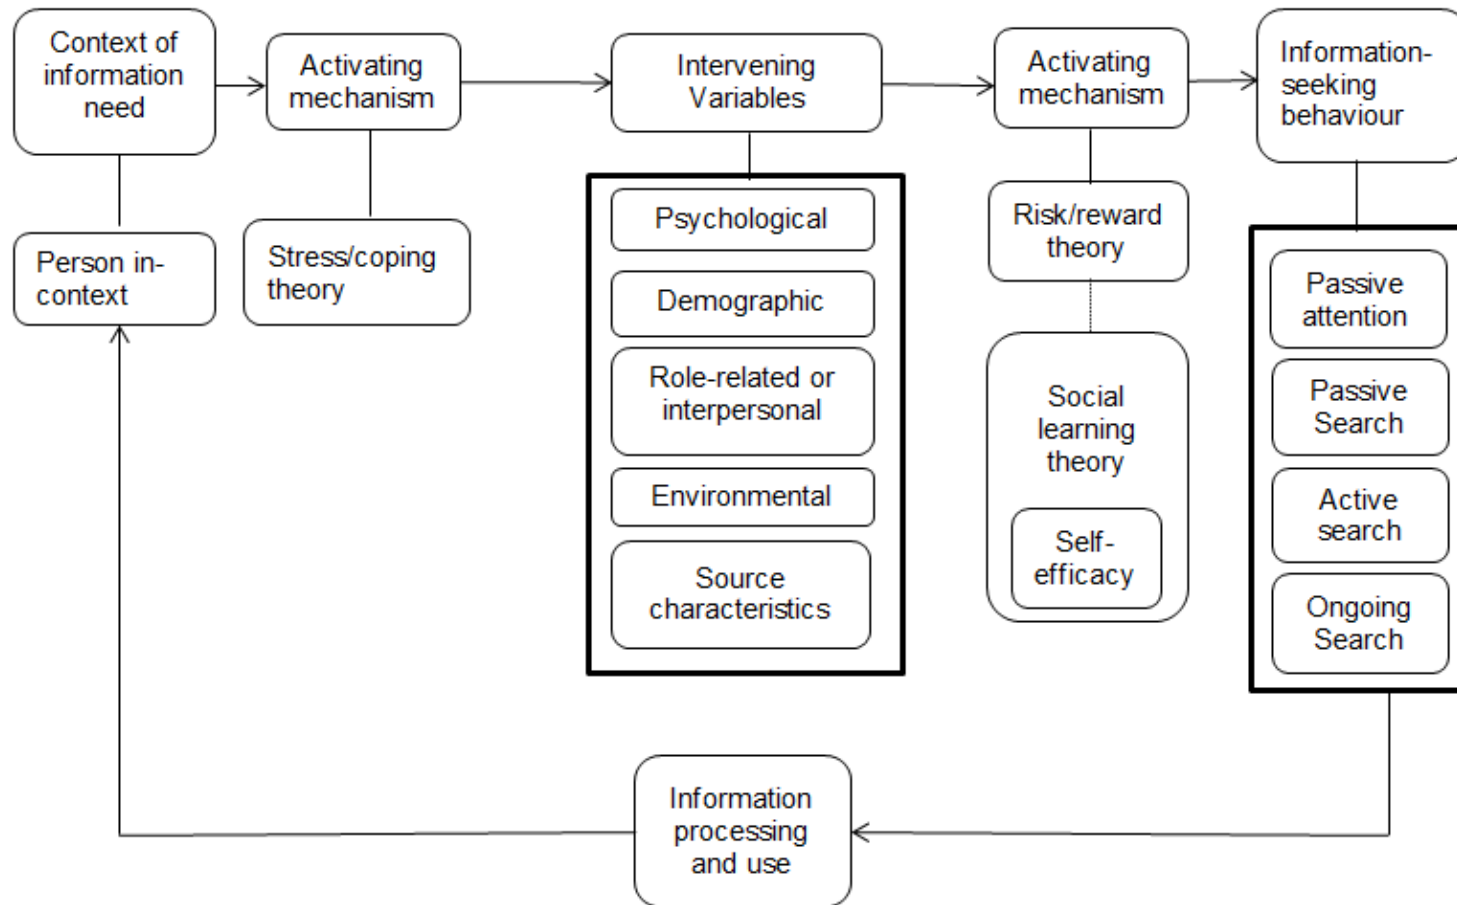 Context of
information
need
Activating
mechanism
Intervening
Variables
Activating
mechanism
Information-
seeking
behaviour
Person in-
context
Stress/coping
theory
Psychological
Demographic
Role-related or
interpersonal
Environmental
Source
characteristics
Risk/reward
theory
Social
learning
theory
Self-
efficacy
Passive
attention
Passive
Search
Active
search
Ongoing
Search
Information
processing
and use